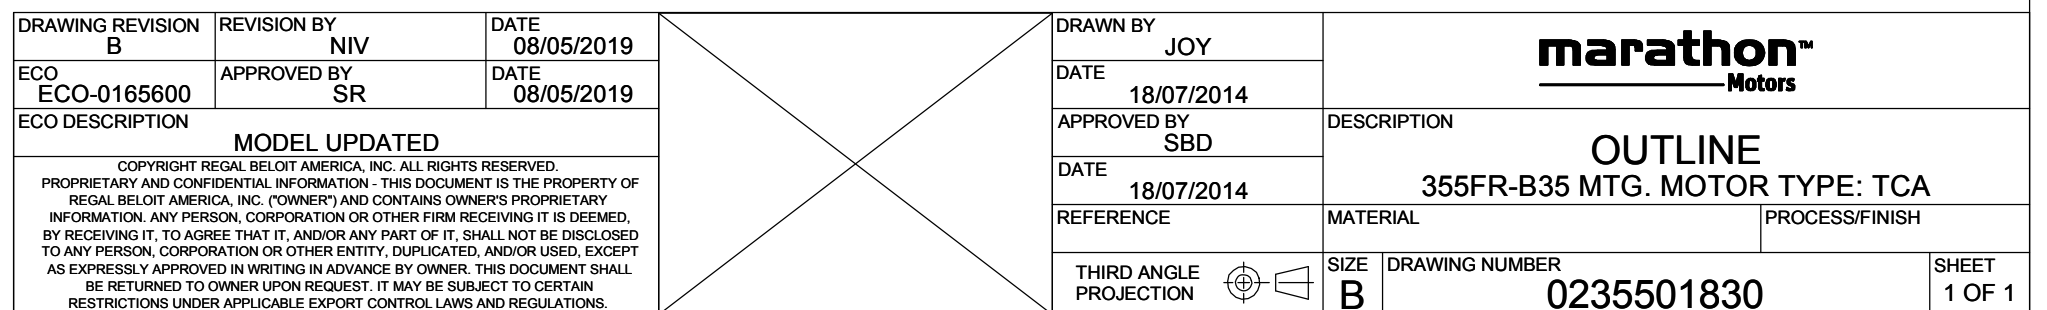 DRAWING REVISION
B
REVISION BY
NIV
DATE
08/05/2019
ECO
ECO-0165600
APPROVED BY
SR
DATE
08/05/2019
ECO DESCRIPTION
MODEL UPDATED
COPYRIGHT REGAL BELOIT AMERICA, INC. ALL RIGHTS RESERVED.
PROPRIETARY AND CONFIDENTIAL INFORMATION - THIS DOCUMENT IS THE PROPERTY OF
REGAL BELOIT AMERICA, INC. ("OWNER") AND CONTAINS OWNER'S PROPRIETARY
INFORMATION. ANY PERSON, CORPORATION OR OTHER FIRM RECEIVING IT IS DEEMED,
BY RECEIVING IT, TO AGREE THAT IT, AND/OR ANY PART OF IT, SHALL NOT BE DISCLOSED
TO ANY PERSON, CORPORATION OR OTHER ENTITY, DUPLICATED, AND/OR USED, EXCEPT
AS EXPRESSLY APPROVED IN WRITING IN ADVANCE BY OWNER. THIS DOCUMENT SHALL
BE RETURNED TO OWNER UPON REQUEST. IT MAY BE SUBJECT TO CERTAIN
RESTRICTIONS UNDER APPLICABLE EXPORT CONTROL LAWS AND REGULATIONS.
DRAWN BY
JOY
DATE
18/07/2014
APPROVED BY
SBD
DATE
18/07/2014
REFERENCE
THIRD ANGLE
PROJECTION
marathon™
Motors
DESCRIPTION
OUTLINE
355FR-B35 MTG. MOTOR TYPE: TCA
MATERIAL
PROCESS/FINISH
SIZE
B
DRAWING NUMBER
0235501830
SHEET
1 OF 1